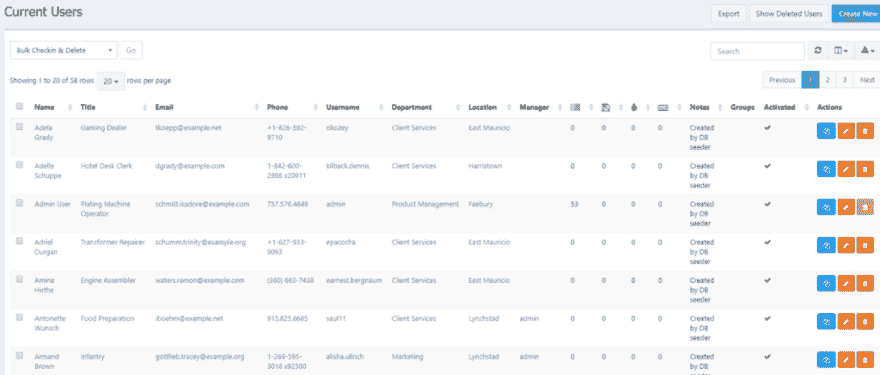 Current Users
Export Show Deleted Users Create New
Bulk Checkin & Delete Go Search
Showing 1 to 20 of 58 rows 20 rows per page Previous 1 2 3 Next
Name Title Email Phone Username Department Location Manager Notes Groups Activated Actions
Adela Gaming Dealer lkoepp@example.net +1-826-592- okozey Client Services East Mauricio 0 0 0 0 Created
Grady 9710 by DB
seeder
Adelle Hotel Desk Clerk dgrady@example.com 1-842-600- kilback.dennis Client Services Harristown 0 0 0 0 Created
Schuppe 2898 x20911 by DB
seeder
Admin User Plating Machine schmitt.isadore@example.com 757.576.4649 admin Product Management Faebury 53 0 0 0 Created
Operator by DB
seeder
Adriel Transformer Repairer schumm.trinity@example.org +1-627-933- epacocha Client Services East Mauricio 0 0 0 0 Created
Durgan 9093 by DB
seeder
Amina Engine Assembler waters.ramon@example.com (360) 663-7438 earnest.bergnaum Client Services East Mauricio 0 0 0 0 Created
Hirthe by DB
seeder
Antonette Food Preparation iboehm@example.net 915.825.6685 saul11 Client Services Lynchstad admin 0 0 0 0 Created
Wunsch by DB
seeder
Armand Infantry gottlieb.tracey@example.org 1-269-595- alisha.ullrich Marketing Lynchstad admin 0 0 0 0 Created
Brown 3018 x92300 by DB